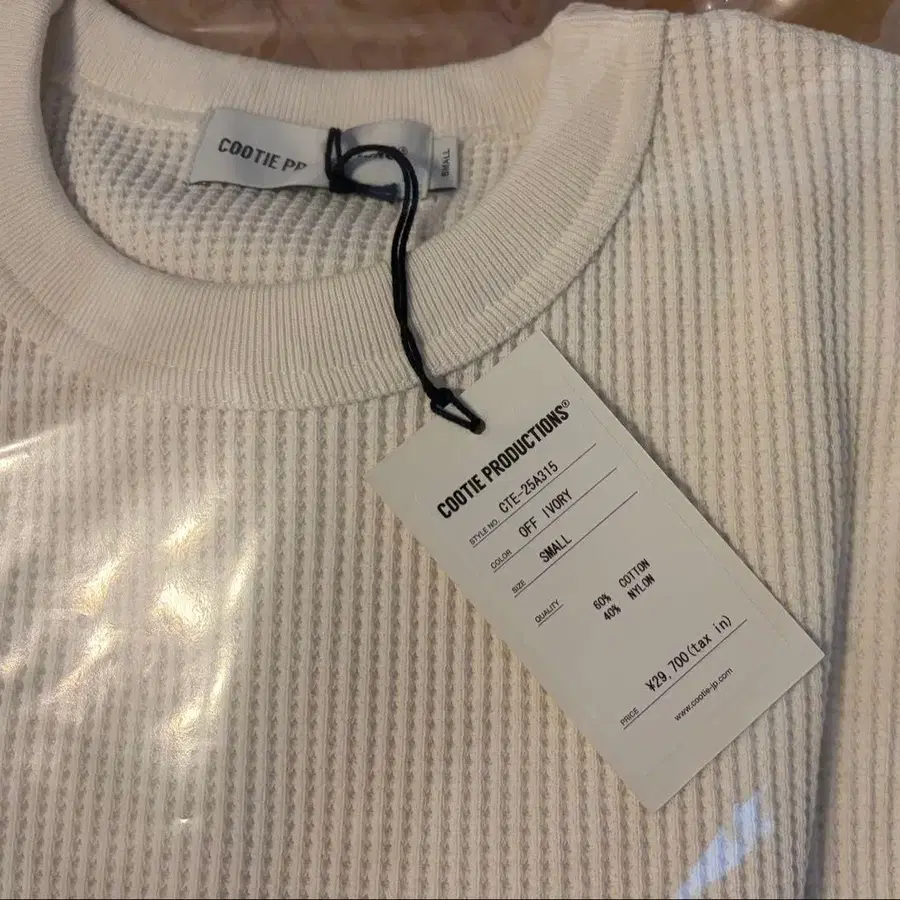 COOTIE PR
SMALL
COOTIE PRODUCTIONS®
STYLE NO. CTE-25A315
COLOR OFF IVORY
SIZE SMALL
QUALITY 60% COTTON
40% NYLON
PRICE ¥29,700(tax in)
www.cootie-jp.com